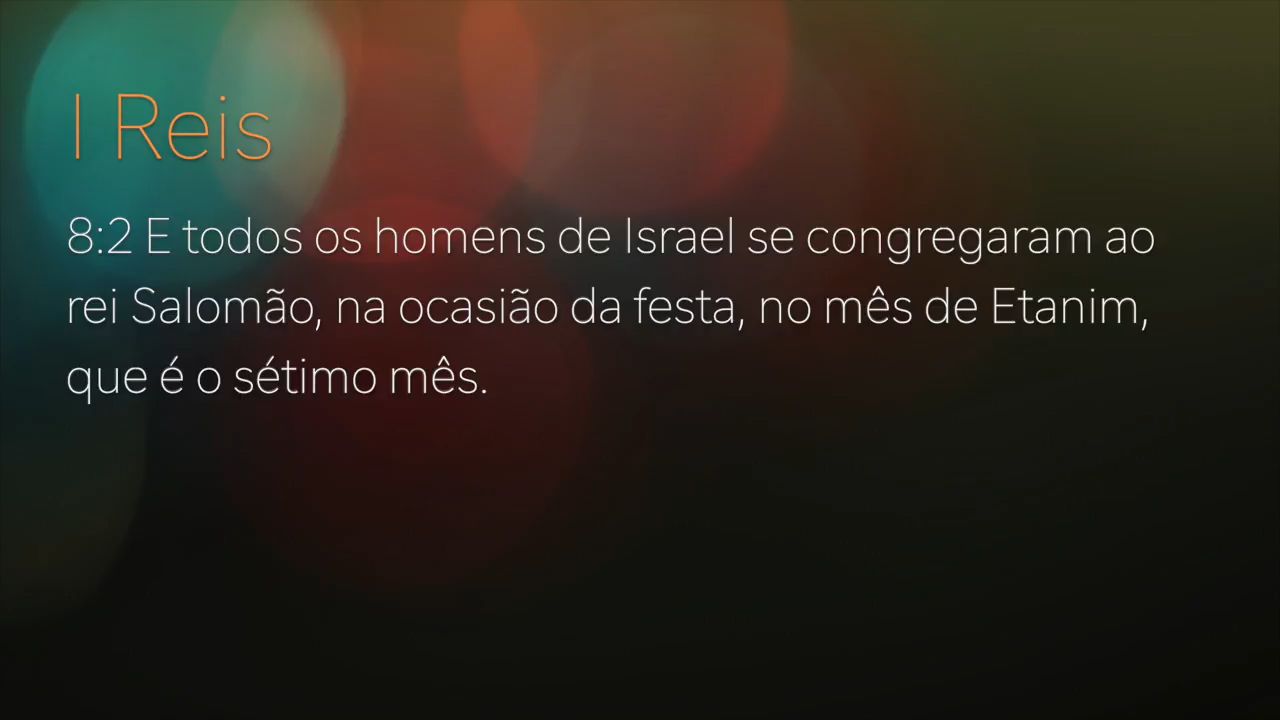 I Reis
8:2 E todos os homens de Israel se congregaram ao
rei Salomão, na ocasião da festa, no mês de Etanim,
que é o sétimo mês.